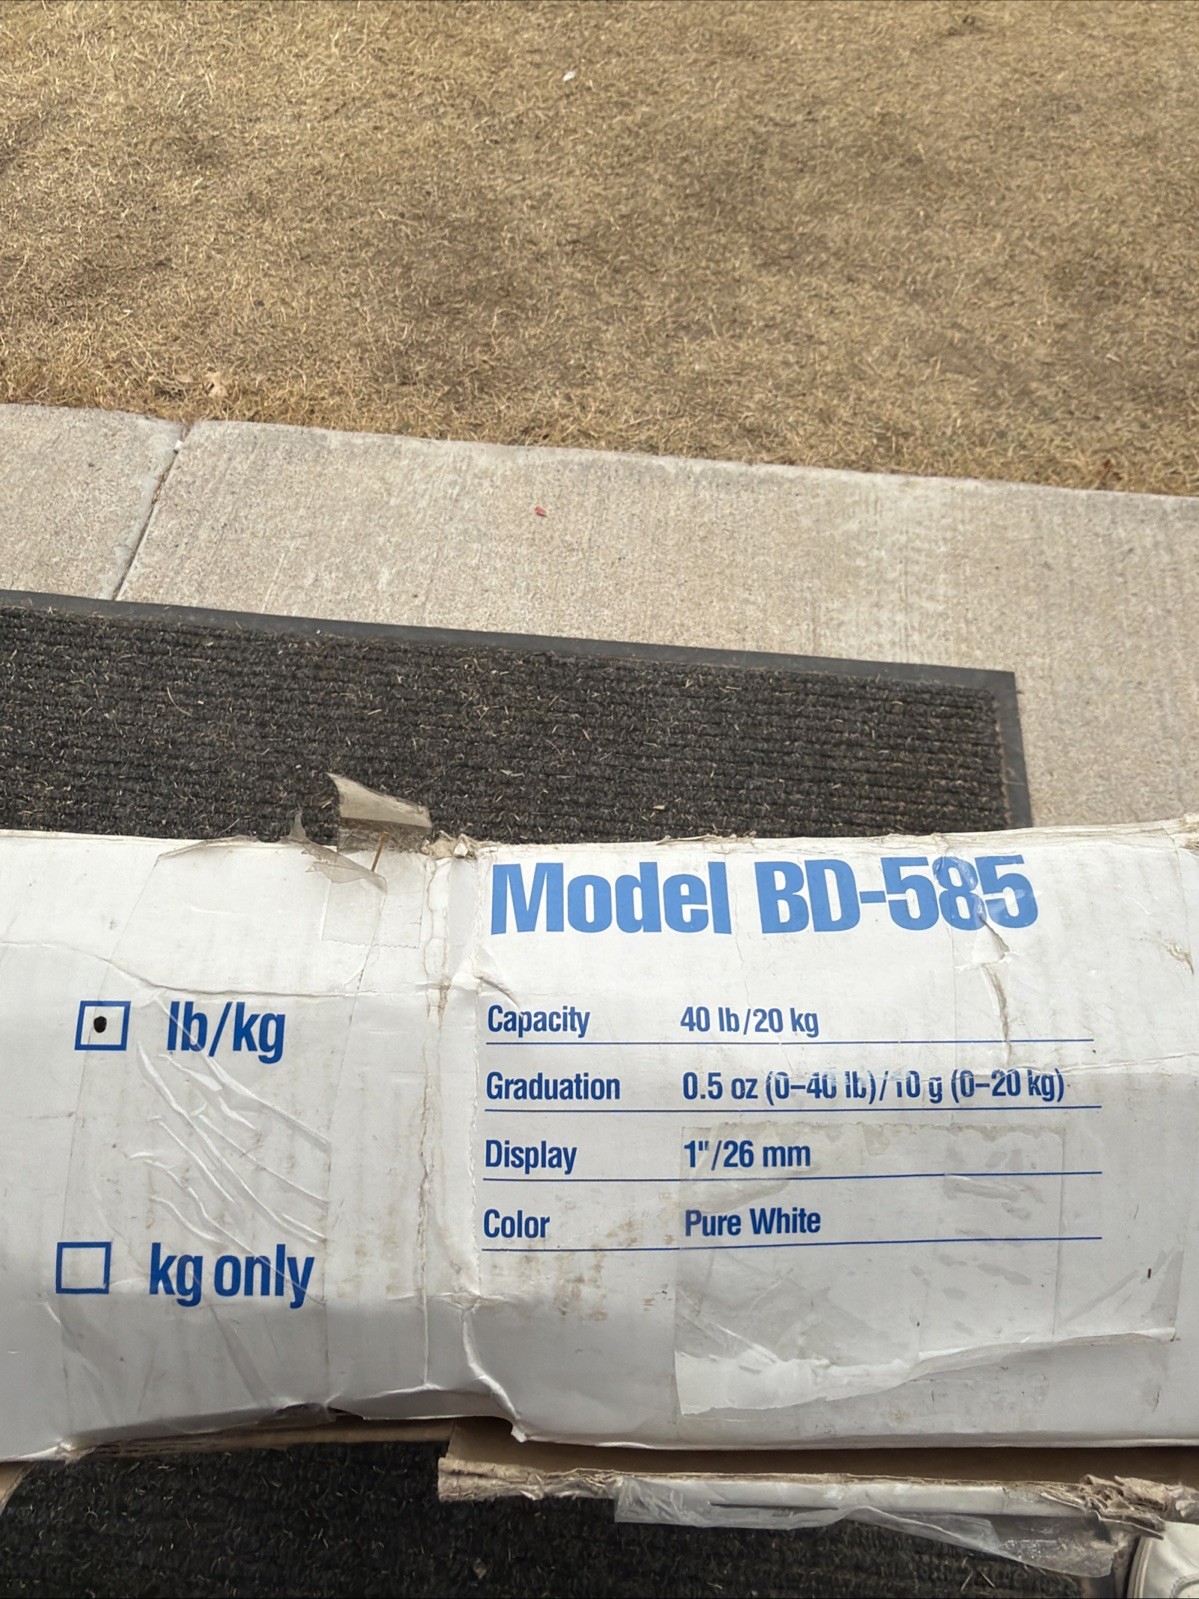 Model BD-585
lb/kg
Capacity 40 lb/20 kg
Graduation 0.5 oz (0–40 lb)/10 g (0–20 kg)
Display 1"/26 mm
Color Pure White
kg only